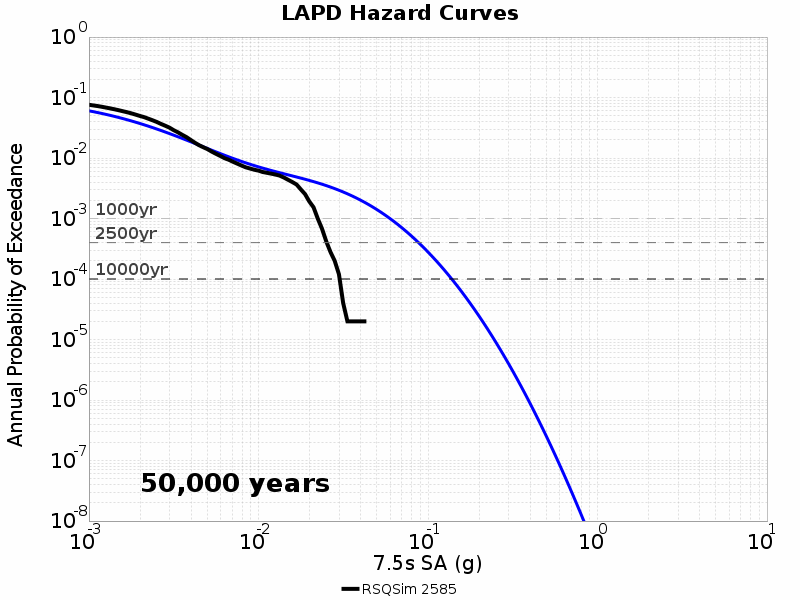 LAPD Hazard Curves
Annual Probability of Exceedance
10^0
10^-1
10^-2
10^-3
10^-4
10^-5
10^-6
10^-7
10^-8
1000yr
2500yr
10000yr
50,000 years
10^-3
10^-2
10^-1
10^0
10^1
7.5s SA (g)
RSQSim 2585